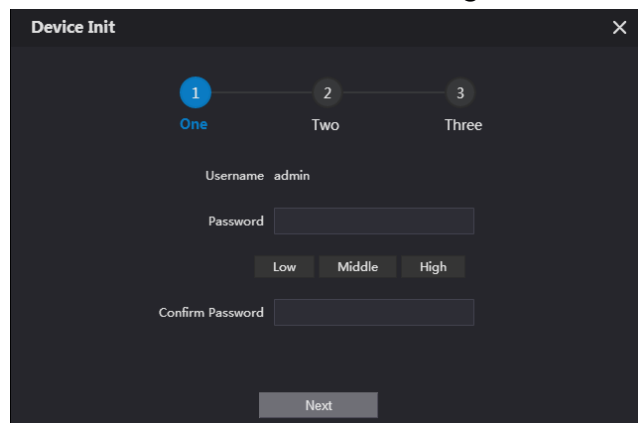 Device Init
1 2 3
One Two Three
Username admin
Password
Low Middle High
Confirm Password
Next